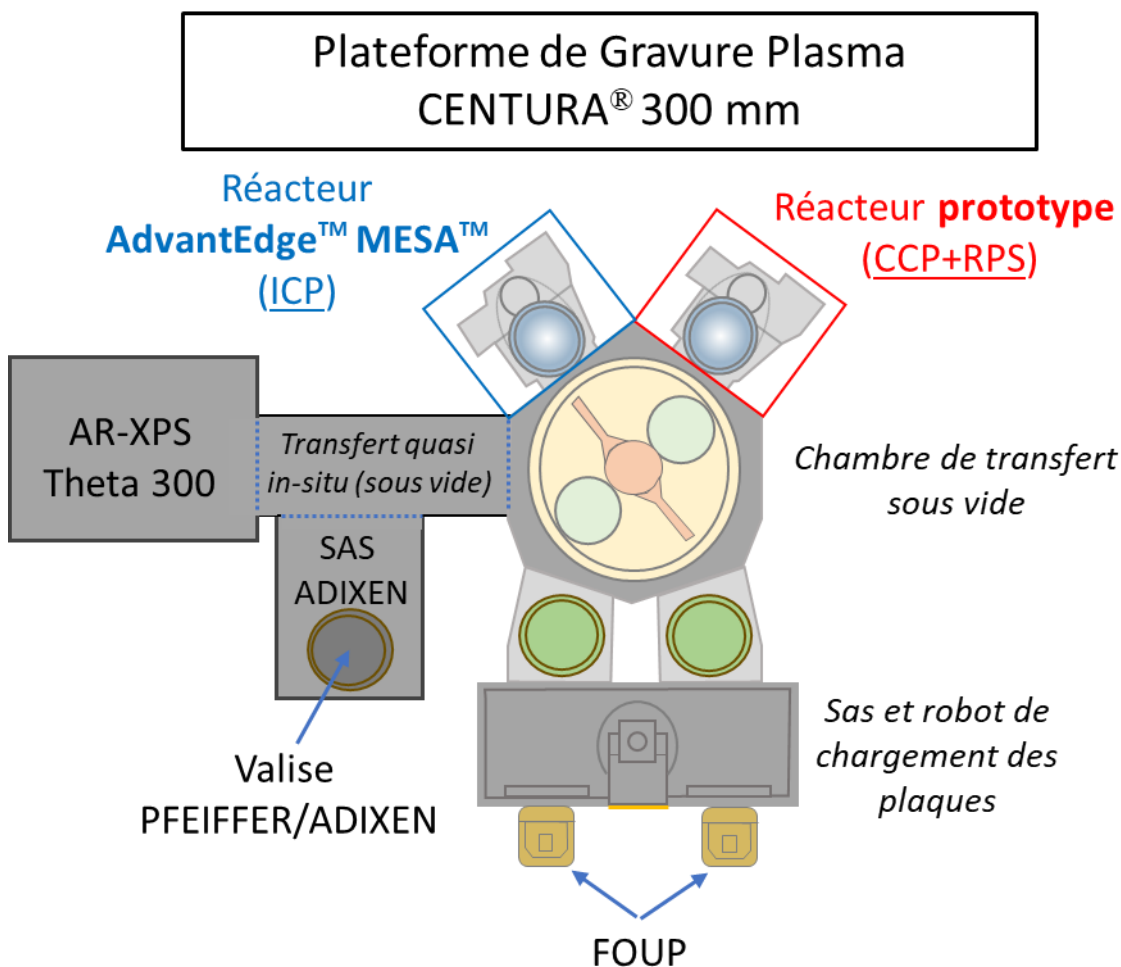 Plateforme de Gravure Plasma
CENTURA® 300 mm
Réacteur
AdvantEdge™ MESA™
(ICP)
Réacteur prototype
(CCP+RPS)
AR-XPS
Theta 300
Transfert quasi
in-situ (sous vide)
Chambre de transfert
sous vide
SAS
ADIXEN
Sas et robot de
chargement des
plaques
Valise
PFEIFFER/ADIXEN
FOUP